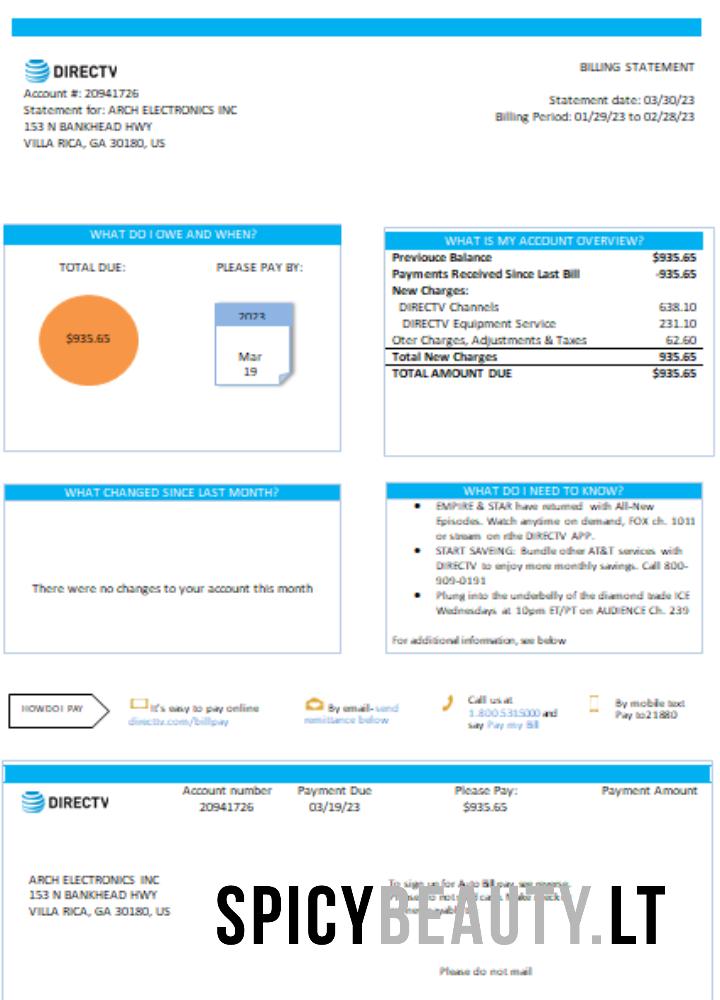 DIRECTV
BILLING STATEMENT
Account #: 20941726
Statement for: ARCH ELECTRONICS INC
Statement date: 03/30/23
153 N BANKHEAD HWY
Billing Period: 01/29/23 to 02/28/23
VILLA RICA, GA 30180, US
WHAT DO I OWE AND WHEN?
TOTAL DUE:
PLEASE PAY BY:
$935.65
2023
Mar
19
WHAT IS MY ACCOUNT OVERVIEW?
Previouce Balance $935.65
Payments Received Since Last Bill -935.65
New Charges:
DIRECTV Channels 638.10
DIRECTV Equipment Service 231.10
Oter Charges, Adjustments & Taxes 62.60
Total New Charges 935.65
TOTAL AMOUNT DUE $935.65
WHAT CHANGED SINCE LAST MONTH?
There were no changes to your account this month
WHAT DO I NEED TO KNOW?
• EMPIRE & STAR have returned with All-New
Episodes. Watch anytime on demand, FOX ch. 1011
or stream on rthe DIRECTV APP.
• START SAVEING: Bundle other AT&T services with
DIRECTV to enjoy more monthly savings. Call 800-
909-0191
• Plung into the underbelly of the diamond trade ICE
Wednesdays at 10pm ET/PT on AUDIENCE Ch. 239
For additional information, see below
HOW DO I PAY
It's easy to pay online
directtv.com/billpay
By email- send
remittance below
Call us at
1.800.5315000 and
say Pay my Bill
By mobile text
Pay to21880
DIRECTV
Account number
20941726
Payment Due
03/19/23
Please Pay:
$935.65
Payment Amount
ARCH ELECTRONICS INC
153 N BANKHEAD HWY
VILLA RICA, GA 30180, US
To sign up for Auto Bill pay, see reverse.
SPICYBEAUTY.LT
Please do not mail